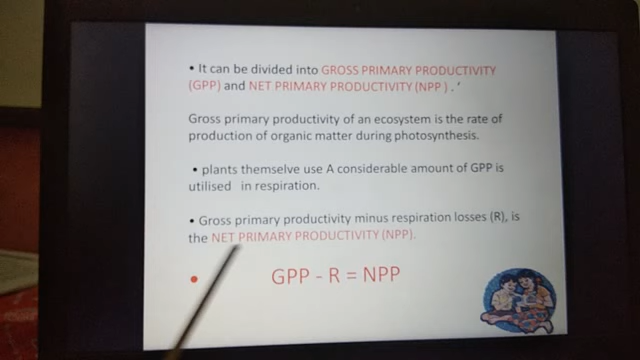 • It can be divided into GROSS PRIMARY PRODUCTIVITY
(GPP) and NET PRIMARY PRODUCTIVITY (NPP ) . ‘
Gross primary productivity of an ecosystem is the rate of
production of organic matter during photosynthesis.
• plants themselve use A considerable amount of GPP is
utilised in respiration.
• Gross primary productivity minus respiration losses (R), is
the NET PRIMARY PRODUCTIVITY (NPP).
• GPP - R = NPP